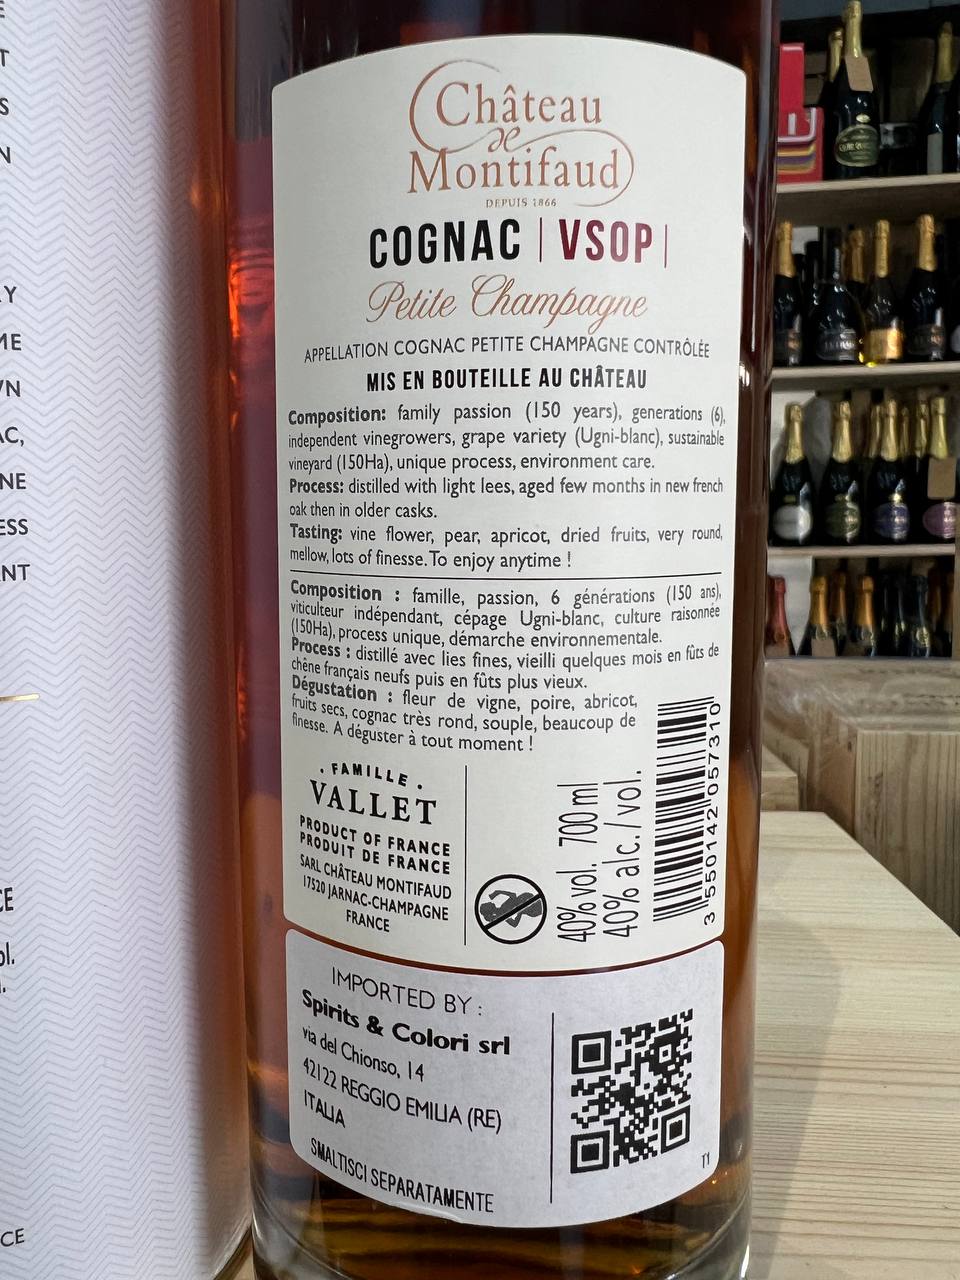 Château
de
Montifaud
DEPUIS 1866
COGNAC | VSOP |
Petite Champagne
APPELLATION COGNAC PETITE CHAMPAGNE CONTRÔLÉE
MIS EN BOUTEILLE AU CHÂTEAU
Composition: family passion (150 years), generations (6),
independent vinegrowers, grape variety (Ugni-blanc), sustainable
vineyard (150Ha), unique process, environment care.
Process: distilled with light lees, aged few months in new french
oak then in older casks.
Tasting: vine flower, pear, apricot, dried fruits, very round,
mellow, lots of finesse. To enjoy anytime !
Composition : famille, passion, 6 générations (150 ans),
viticulteur indépendant, cépage Ugni-blanc, culture raisonnée
(150Ha), process unique, démarche environnementale.
Process : distillé avec lies fines, vieilli quelques mois en fûts de
chêne français neufs puis en fûts plus vieux.
Dégustation : fleur de vigne, poire, abricot,
fruits secs, cognac très rond, souple, beaucoup de
finesse. A déguster à tout moment !
. FAMILLE .
VALLET
PRODUCT OF FRANCE
PRODUIT DE FRANCE
SARL CHÂTEAU MONTIFAUD
17520 JARNAC-CHAMPAGNE
FRANCE
40% vol. 700 ml
40% alc. / vol.
3 550142 057310
IMPORTED BY :
Spirits & Colori srl
via del Chionso, 14
42122 REGGIO EMILIA (RE)
ITALIA
SMALTISCI SEPARATAMENTE
T1